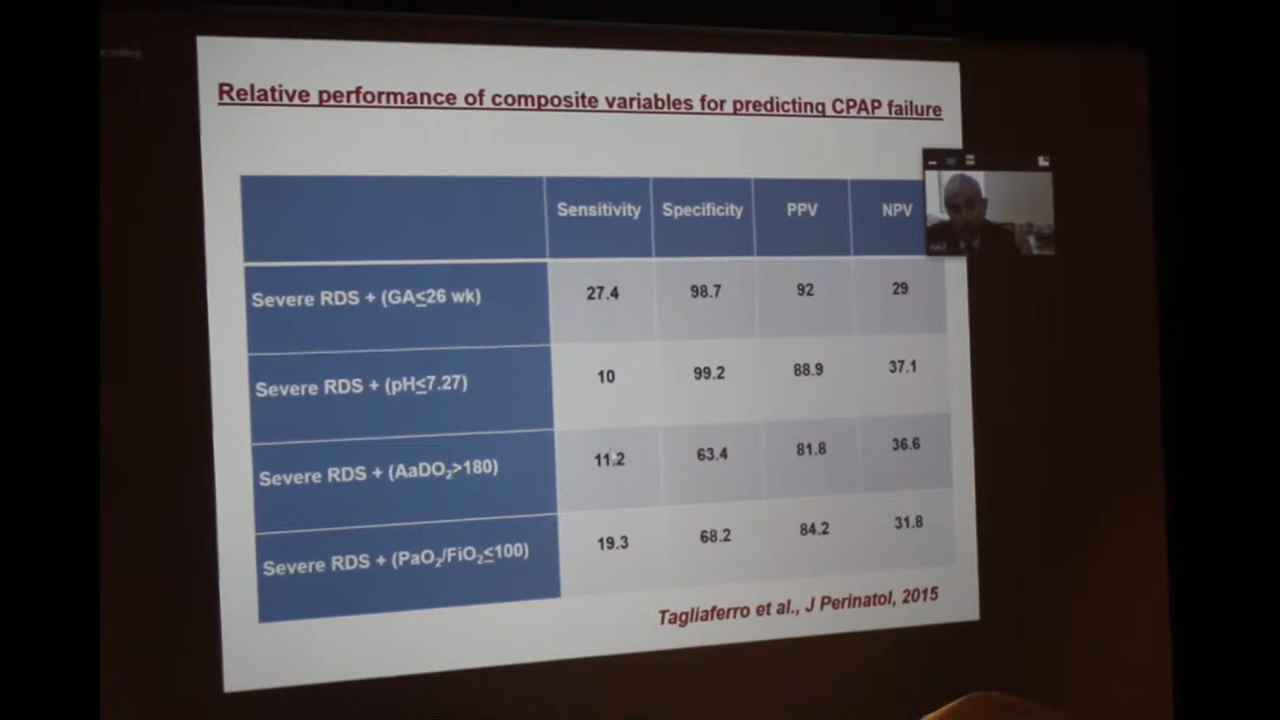 Relative performance of composite variables for predicting CPAP failure
Sensitivity Specificity PPV NPV
Severe RDS + (GA≤26 wk) 27.4 98.7 92 29
Severe RDS + (pH≤7.27) 10 99.2 88.9 37.1
Severe RDS + (AaDO₂>180) 11.2 63.4 81.8 36.6
Severe RDS + (PaO₂/FiO₂≤100) 19.3 68.2 84.2 31.8
Tagliaferro et al., J Perinatol, 2015